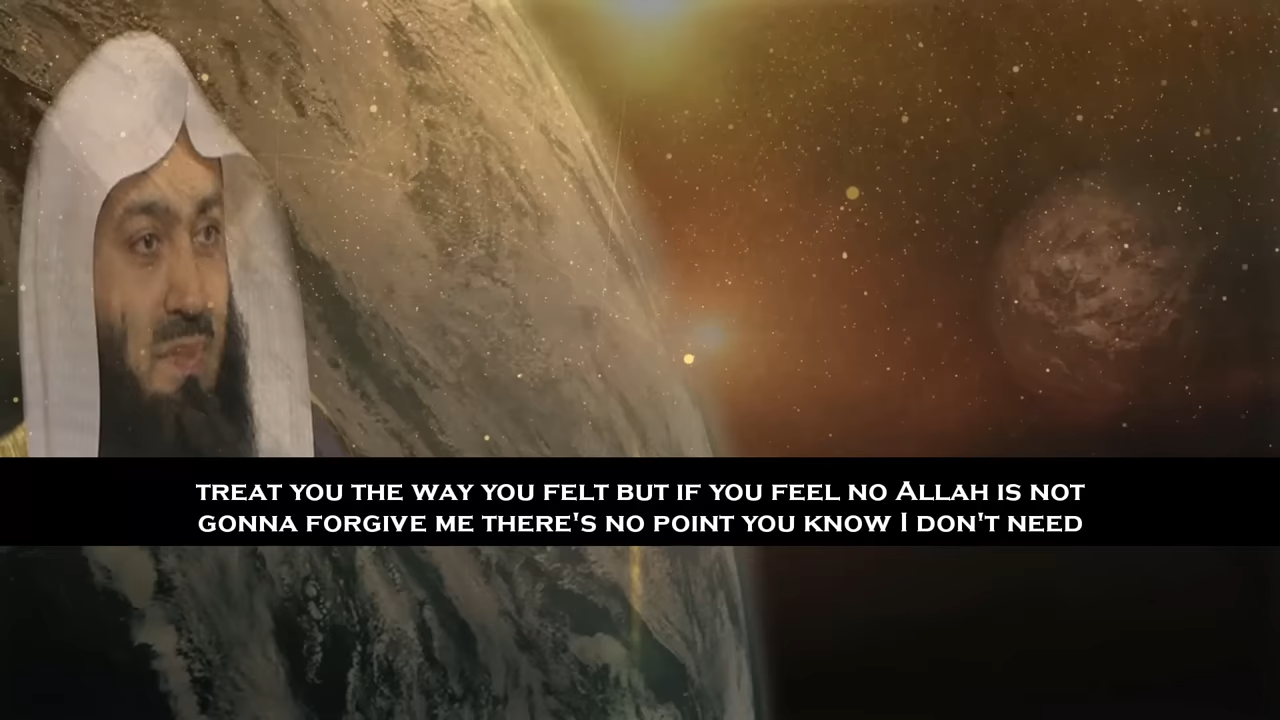 TREAT YOU THE WAY YOU FELT BUT IF YOU FEEL NO ALLAH IS NOT
GONNA FORGIVE ME THERE'S NO POINT YOU KNOW I DON'T NEED